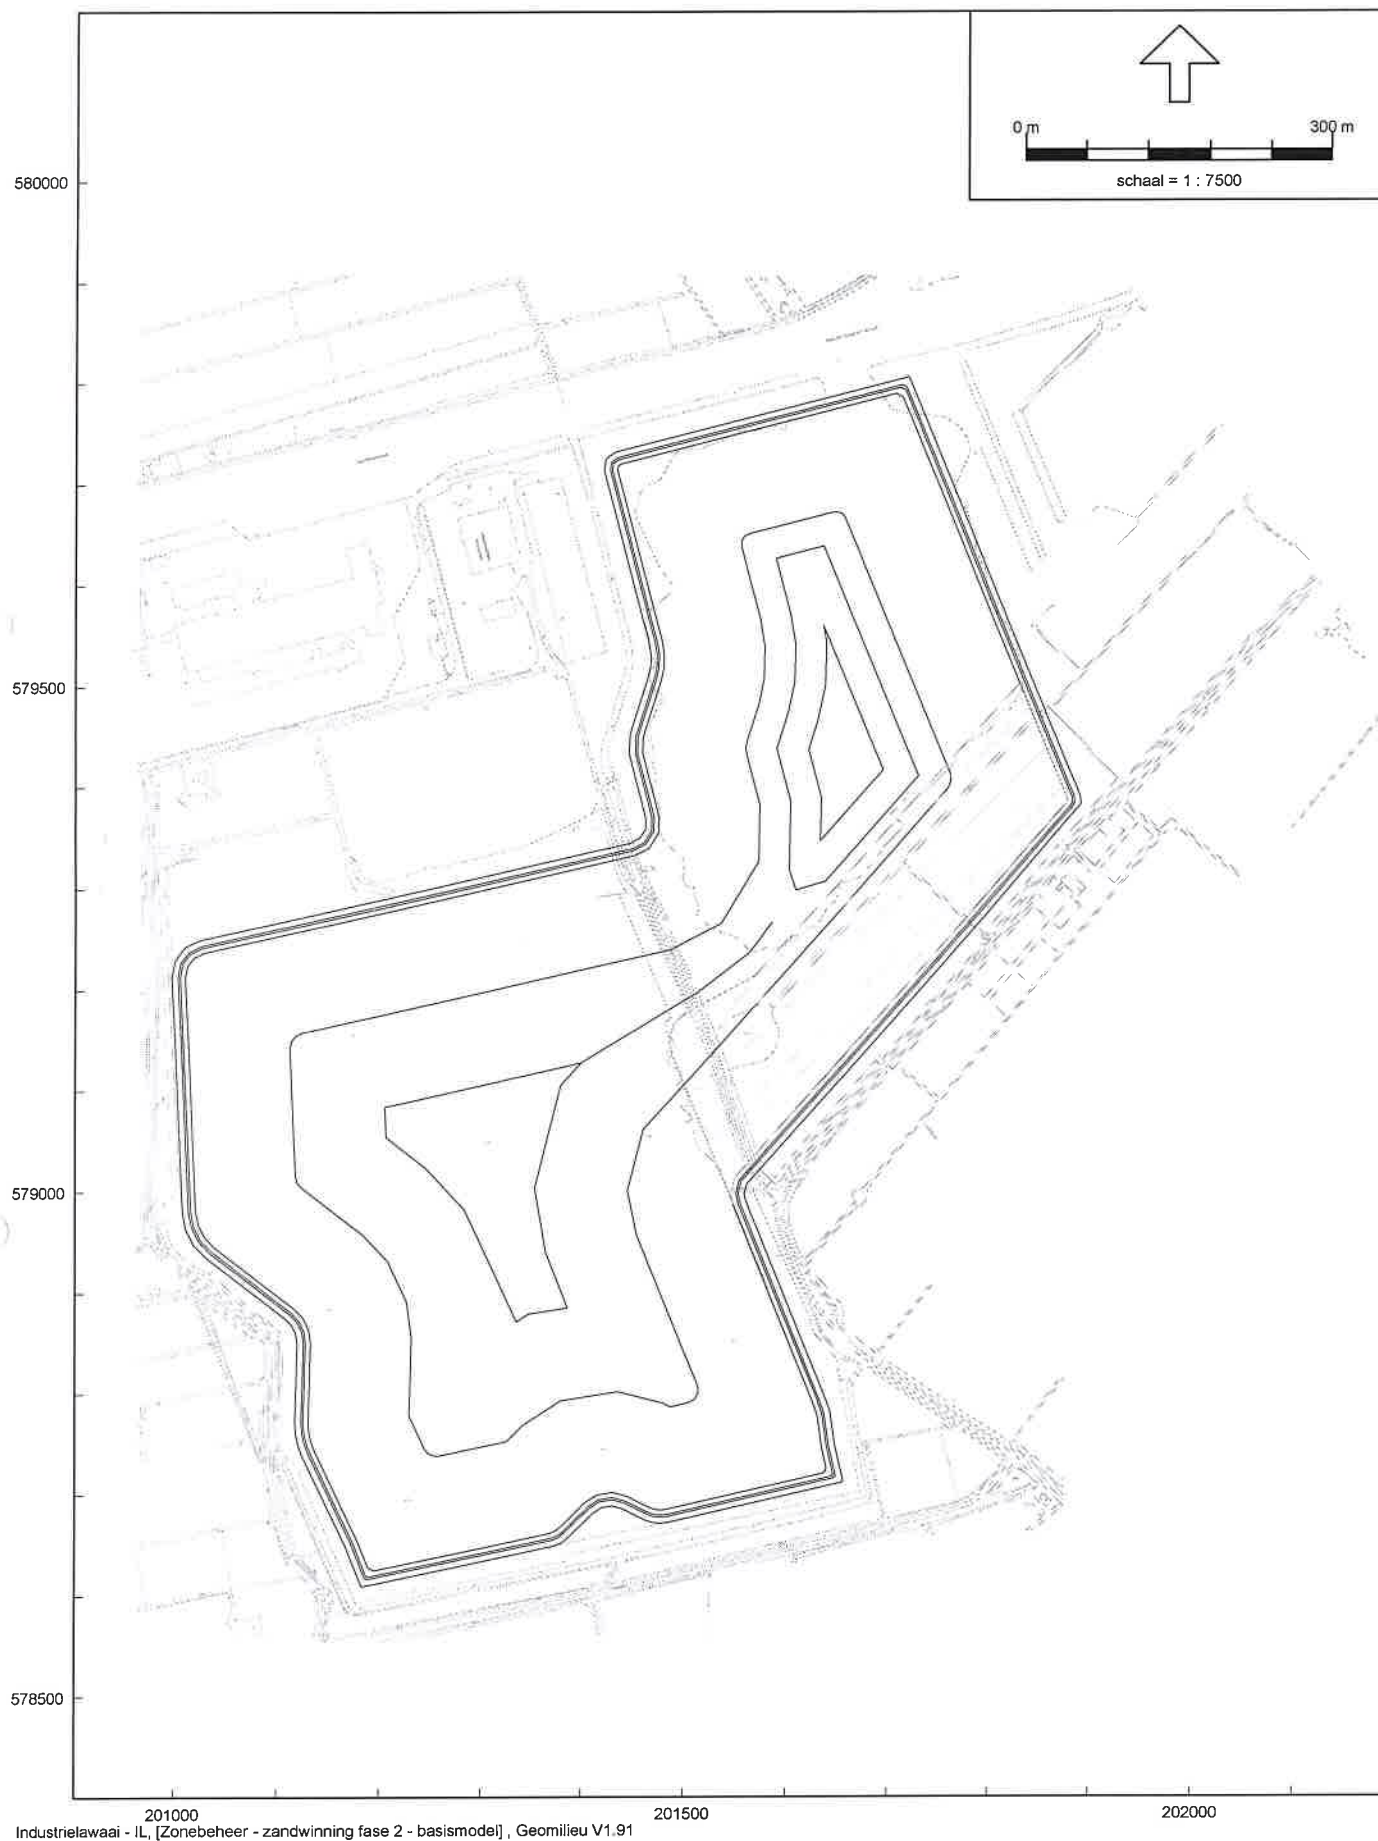 0 m 300 m
schaal = 1 : 7500
580000
579500
579000
578500
201000 201500 202000
Industrielawaai - IL, [Zonebeheer - zandwinning fase 2 - basismodel] , Geomilieu V1.91